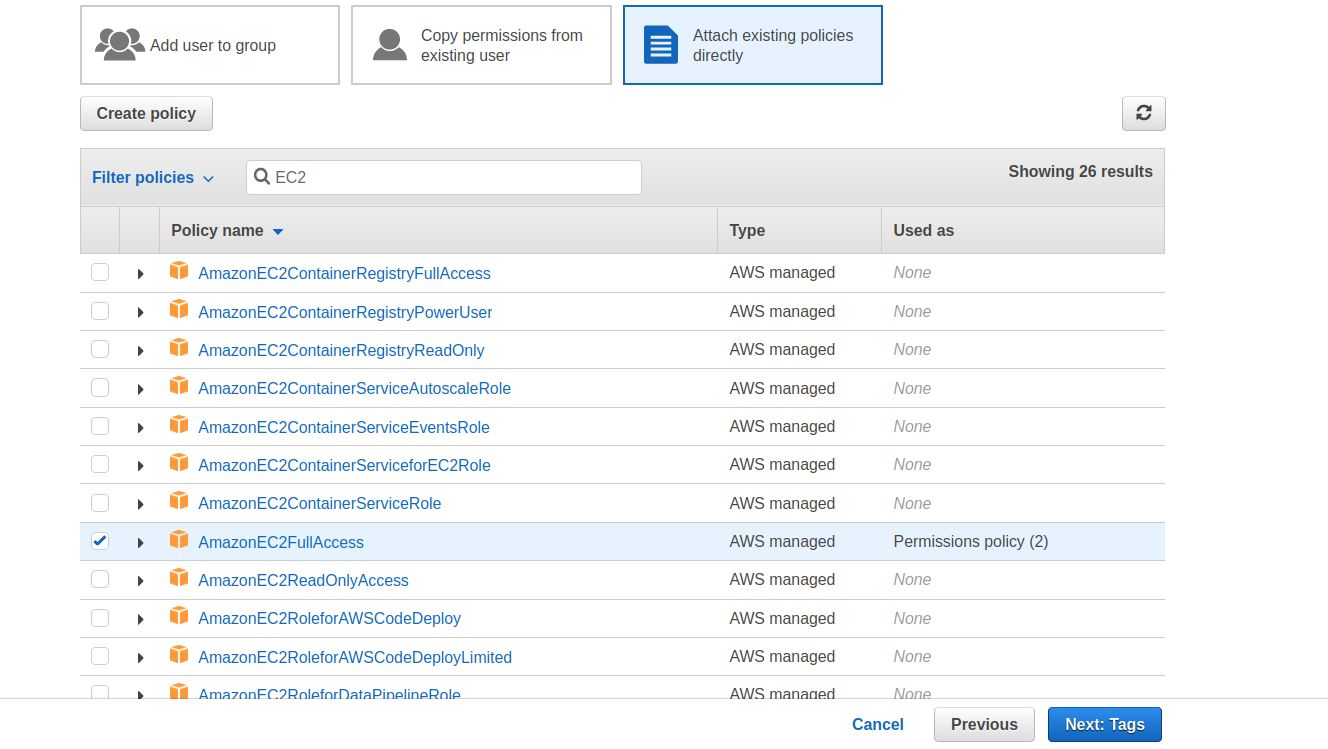 Add user to group
Copy permissions from
existing user
Attach existing policies
directly
Create policy
Filter policies
EC2
Showing 26 results
Policy name Type Used as
AmazonEC2ContainerRegistryFullAccess AWS managed None
AmazonEC2ContainerRegistryPowerUser AWS managed None
AmazonEC2ContainerRegistryReadOnly AWS managed None
AmazonEC2ContainerServiceAutoscaleRole AWS managed None
AmazonEC2ContainerServiceEventsRole AWS managed None
AmazonEC2ContainerServiceforEC2Role AWS managed None
AmazonEC2ContainerServiceRole AWS managed None
AmazonEC2FullAccess AWS managed Permissions policy (2)
AmazonEC2ReadOnlyAccess AWS managed None
AmazonEC2RoleforAWSCodeDeploy AWS managed None
AmazonEC2RoleforAWSCodeDeployLimited AWS managed None
AmazonEC2RoleforDataPipelineRole AWS managed None
Cancel Previous Next: Tags